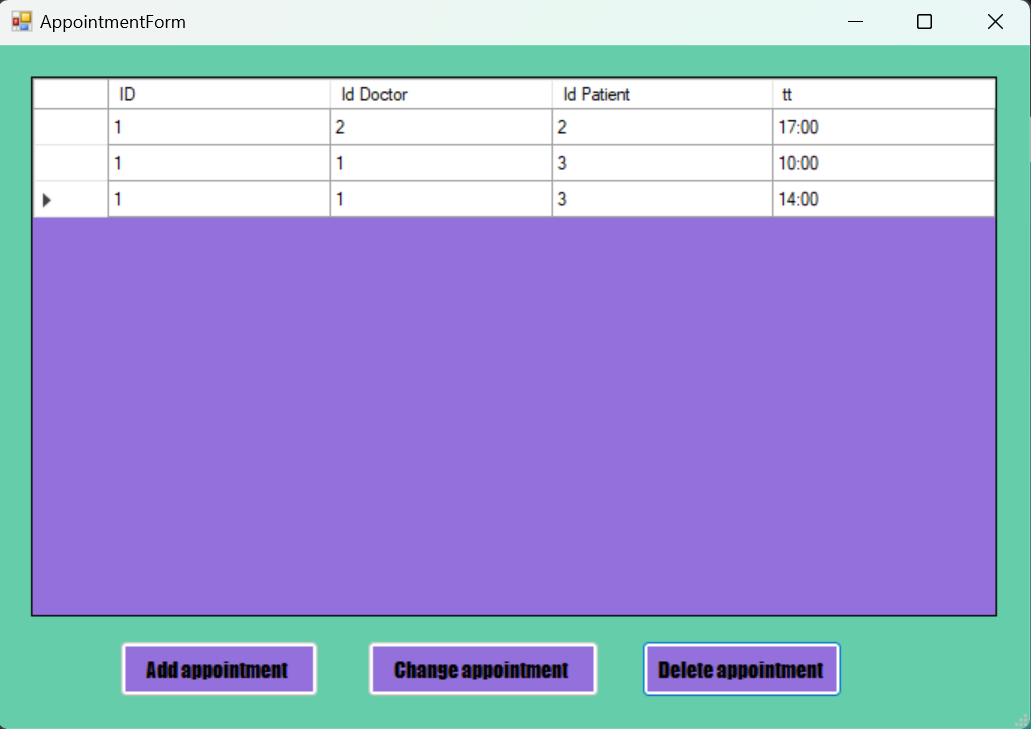 AppointmentForm
ID Id Doctor Id Patient tt
1 2 2 17:00
1 1 3 10:00
1 1 3 14:00
Add appointment Change appointment Delete appointment